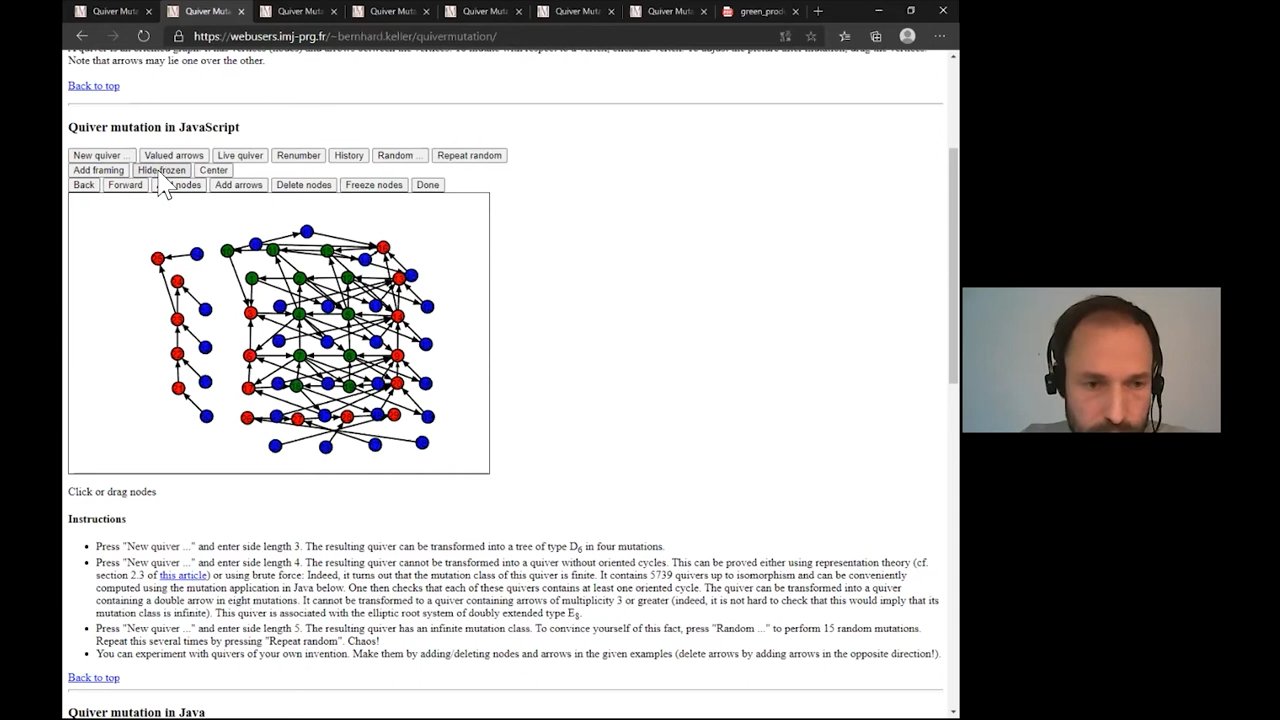 Quiver Mutat
Quiver Mutat
Quiver Mutat
Quiver Mutat
Quiver Mutat
Quiver Mutat
Quiver Mutat
green_produ
https://webusers.imj-prg.fr/~bernhard.keller/quivermutation/
Note that arrows may lie one over the other.
Back to top
Quiver mutation in JavaScript
New quiver ... Valued arrows Live quiver Renumber History Random ... Repeat random
Add framing Hide frozen Center
Back Forward nodes Add arrows Delete nodes Freeze nodes Done
Click or drag nodes
Instructions
• Press "New quiver ..." and enter side length 3. The resulting quiver can be transformed into a tree of type D6 in four mutations.
• Press "New quiver ..." and enter side length 4. The resulting quiver cannot be transformed into a quiver without oriented cycles. This can be proved either using representation theory (cf.
section 2.3 of this article) or using brute force: Indeed, it turns out that the mutation class of this quiver is finite. It contains 5739 quivers up to isomorphism and can be conveniently
computed using the mutation application in Java below. One then checks that each of these quivers contains at least one oriented cycle. The quiver can be transformed into a quiver
containing a double arrow in eight mutations. It cannot be transformed to a quiver containing arrows of multiplicity 3 or greater (indeed, it is not hard to check that this would imply that its
mutation class is infinite). This quiver is associated with the elliptic root system of doubly extended type E8.
• Press "New quiver ..." and enter side length 5. The resulting quiver has an infinite mutation class. To convince yourself of this fact, press "Random ..." to perform 15 random mutations.
Repeat this several times by pressing "Repeat random". Chaos!
• You can experiment with quivers of your own invention. Make them by adding/deleting nodes and arrows in the given examples (delete arrows by adding arrows in the opposite direction!).
Back to top
Quiver mutation in Java